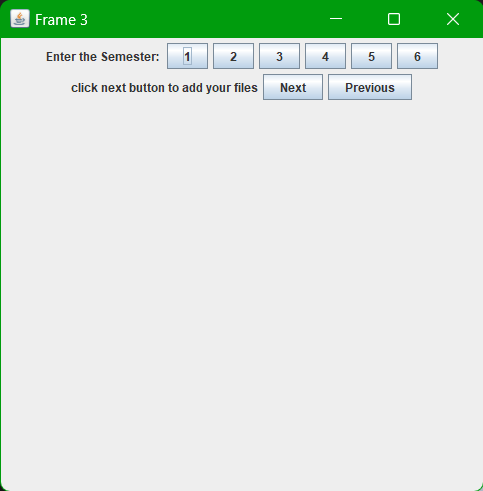 Frame 3
Enter the Semester: 1 2 3 4 5 6
click next button to add your files Next Previous